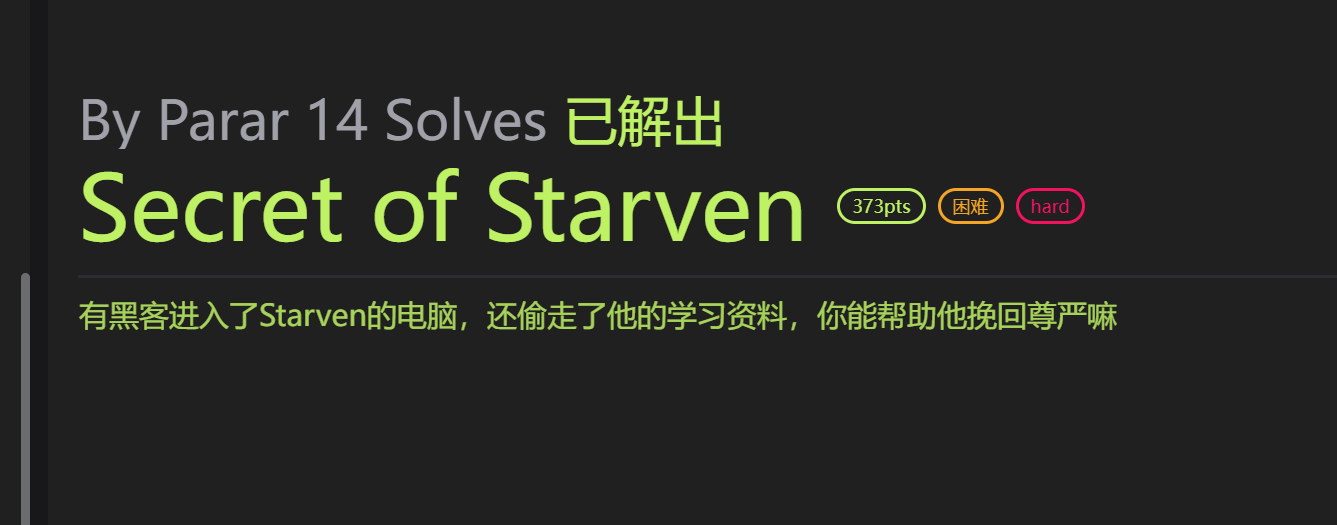 By Parar 14 Solves 已解出
Secret of Starven 373pts 困难 hard
有黑客进入了Starven的电脑，还偷走了他的学习资料，你能帮助他挽回尊严嘛